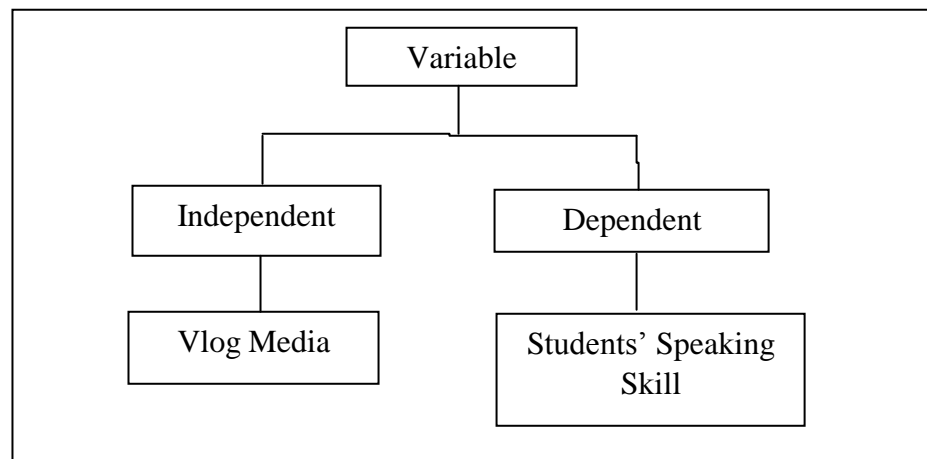 Variable
Independent
Dependent
Vlog Media
Students’ Speaking
Skill